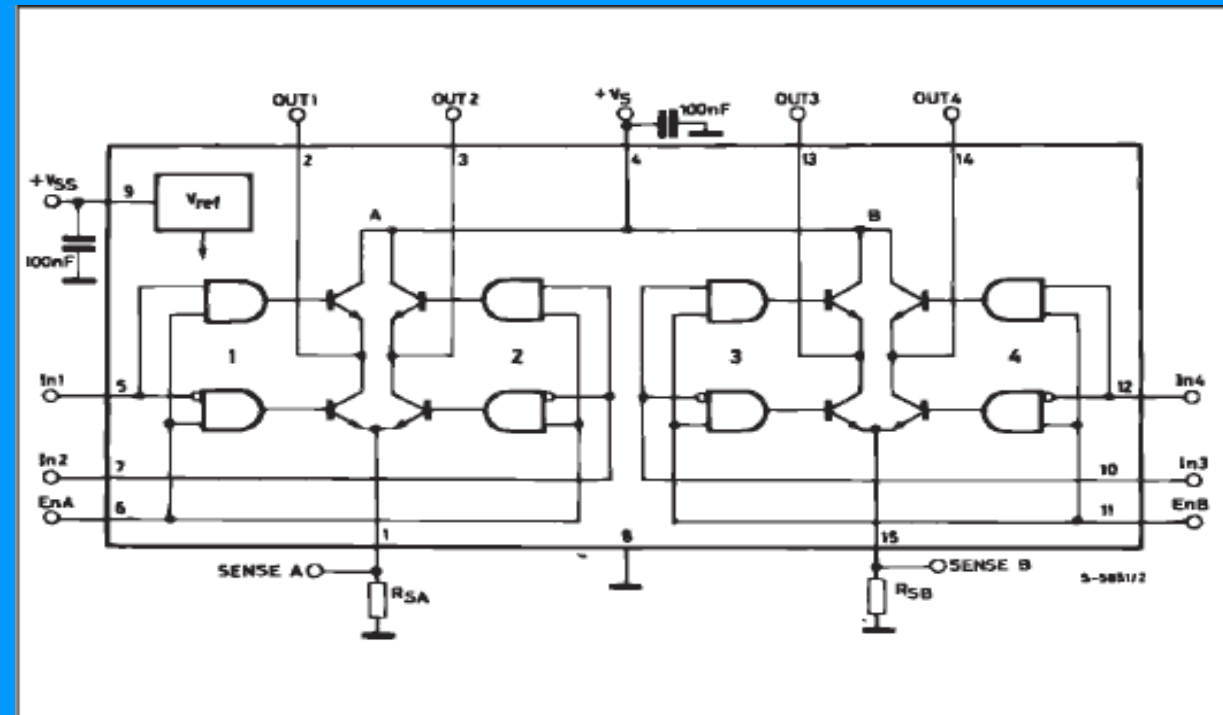 OUT1
OUT2
+VS
100nF
OUT3
OUT4
2
3
4
13
14
+VSS
9
Vref
A
B
100nF
1
2
3
4
In1
5
12
In4
In2
7
10
In3
EnA
6
11
EnB
1
8
15
SENSE A
SENSE B
S-5851/2
RSA
RSB